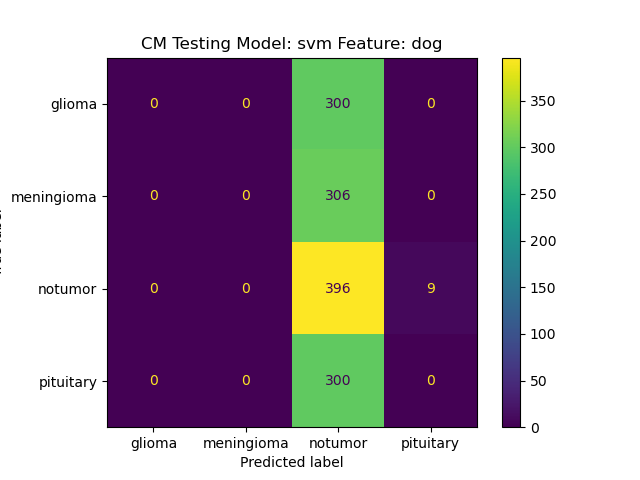 CM Testing Model: svm Feature: dog
glioma 0 0 300 0
meningioma 0 0 306 0
notumor 0 0 396 9
pituitary 0 0 300 0
glioma meningioma notumor pituitary
Predicted label
350
300
250
200
150
100
50
0